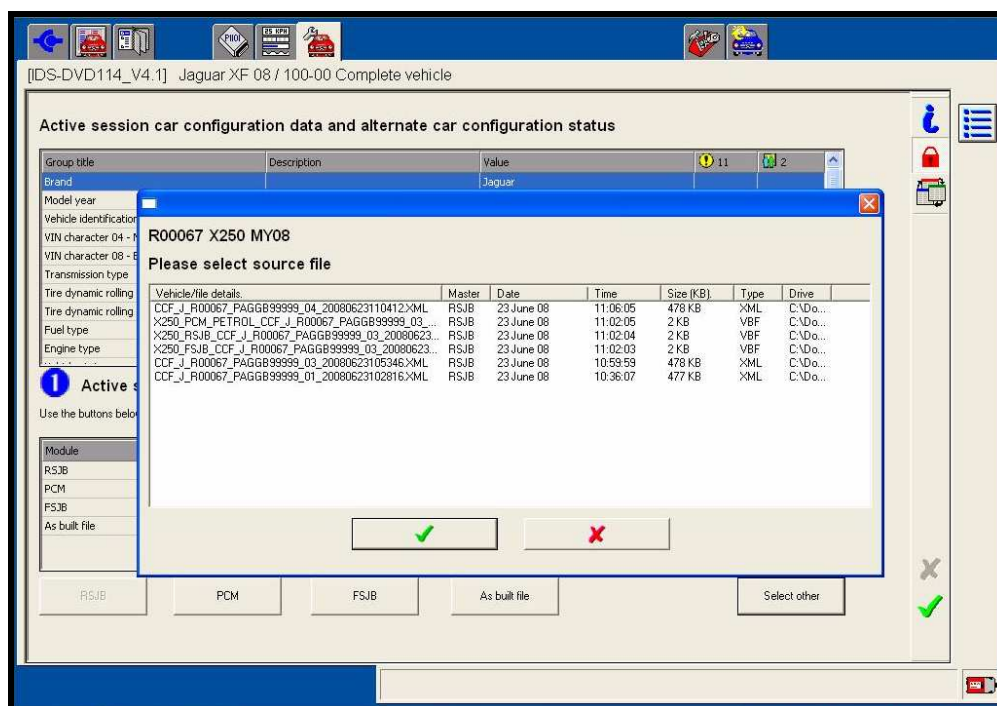 PHOI
25 KPH
[IDS-DVD114_V4.1] Jaguar XF 08 / 100-00 Complete vehicle
Active session car configuration data and alternate car configuration status
Group title Description Value 11 2
Brand Jaguar
Model year
Vehicle identification
VIN character 04 -
VIN character 08 -
Transmission type
Tire dynamic rolling
Tire dynamic rolling
Fuel type
Engine type
R00067 X250 MY08
Please select source file
Vehicle/file details. Master Date Time Size (KB). Type Drive
CCF_J_R00067_PAGGB99999_04_20080623110412.XML RSJB 23 June 08 11:06:05 478 KB XML C:\Do...
X250_PCM_PETROL_CCF_J_R00067_PAGGB99999_03_... RSJB 23 June 08 11:02:05 2 KB VBF C:\Do...
X250_RSJB_CCF_J_R00067_PAGGB99999_03_20080623... RSJB 23 June 08 11:02:04 2 KB VBF C:\Do...
X250_FSJB_CCF_J_R00067_PAGGB99999_03_20080623... RSJB 23 June 08 11:02:03 2 KB VBF C:\Do...
CCF_J_R00067_PAGGB99999_03_20080623105346.XML RSJB 23 June 08 10:59:59 478 KB XML C:\Do...
CCF_J_R00067_PAGGB99999_01_20080623102816.XML RSJB 23 June 08 10:36:07 477 KB XML C:\Do...
1 Active s
Use the buttons belo
Module
RSJB
PCM
FSJB
As built file
RSJB PCM FSJB As built file Select other